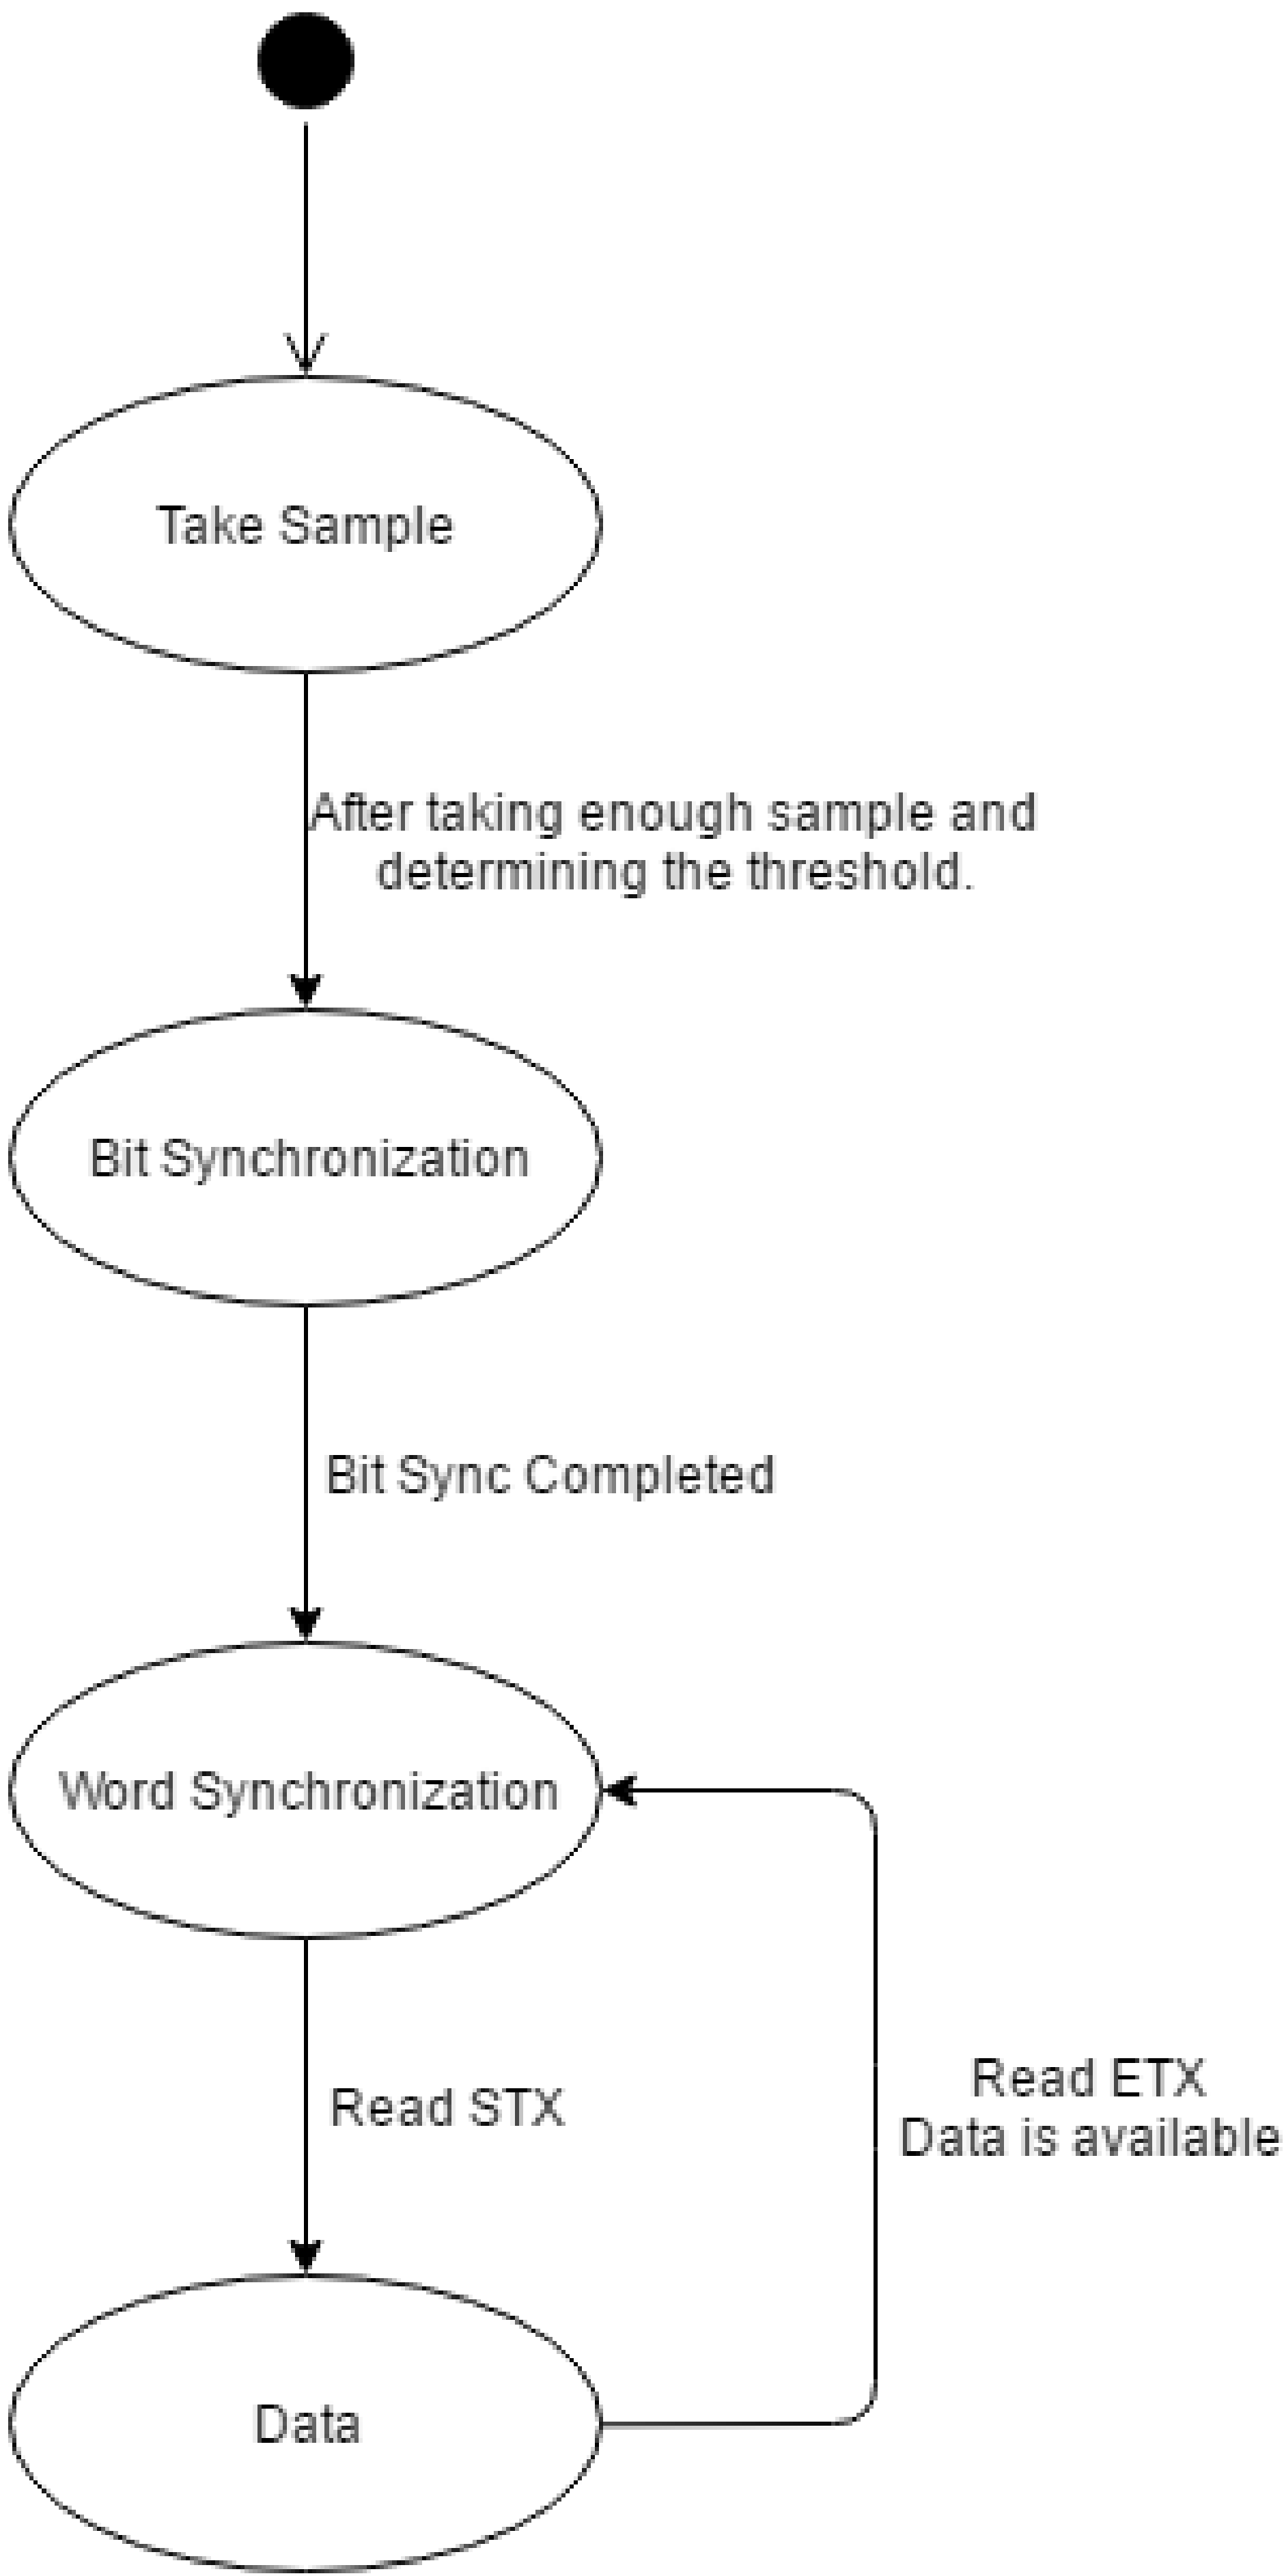 Take Sample
After taking enough sample and
determining the threshold.
Bit Synchronization
Bit Sync Completed
Word Synchronization
Read STX
Read ETX
Data is available
Data